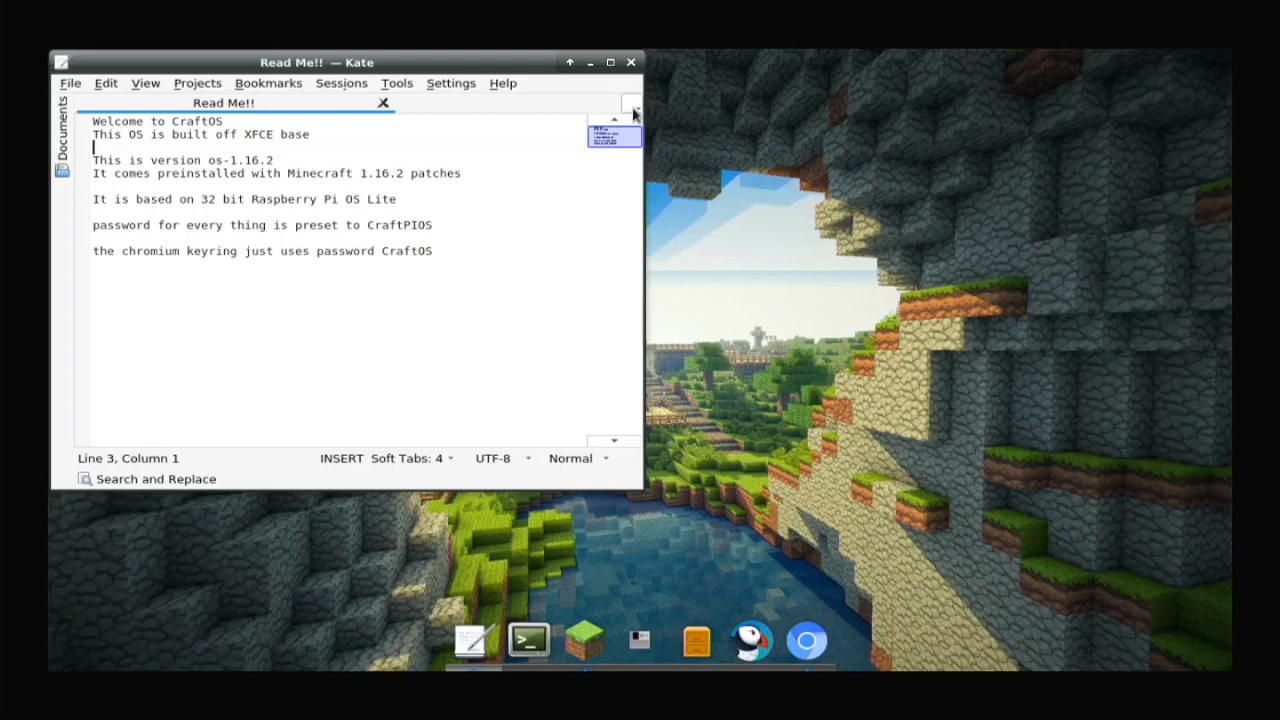 Read Me!! — Kate
File Edit View Projects Bookmarks Sessions Tools Settings Help
Read Me!!
Documents
Welcome to CraftOS
This OS is built off XFCE base
This is version os-1.16.2
It comes preinstalled with Minecraft 1.16.2 patches
It is based on 32 bit Raspberry Pi OS Lite
password for every thing is preset to CraftPIOS
the chromium keyring just uses password CraftOS
Line 3, Column 1 INSERT Soft Tabs: 4 UTF-8 Normal
Search and Replace